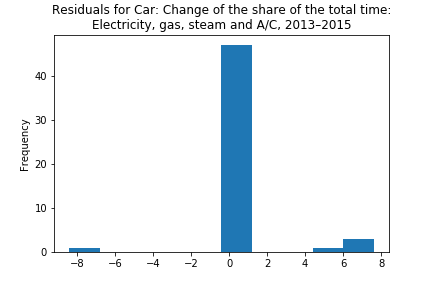 Residuals for Car: Change of the share of the total time:
Electricity, gas, steam and A/C, 2013–2015
Frequency
40
30
20
10
0
−8 −6 −4 −2 0 2 4 6 8